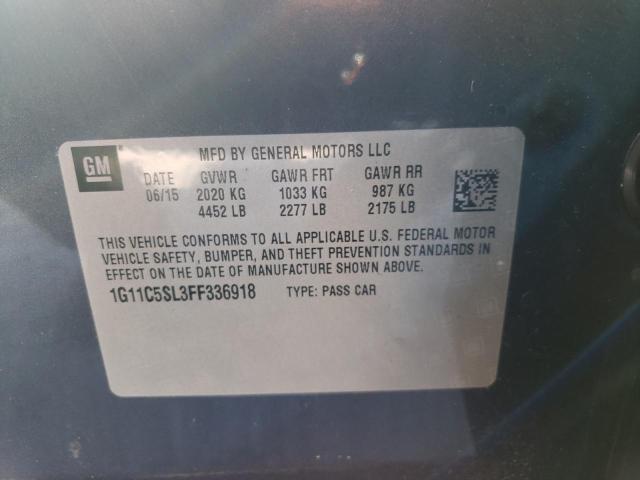 GM
MFD BY GENERAL MOTORS LLC
DATE GVWR GAWR FRT GAWR RR
06/15 2020 KG 1033 KG 987 KG
4452 LB 2277 LB 2175 LB
THIS VEHICLE CONFORMS TO ALL APPLICABLE U.S. FEDERAL MOTOR
VEHICLE SAFETY, BUMPER, AND THEFT PREVENTION STANDARDS IN
EFFECT ON THE DATE OF MANUFACTURE SHOWN ABOVE.
1G11C5SL3FF336918 TYPE: PASS CAR